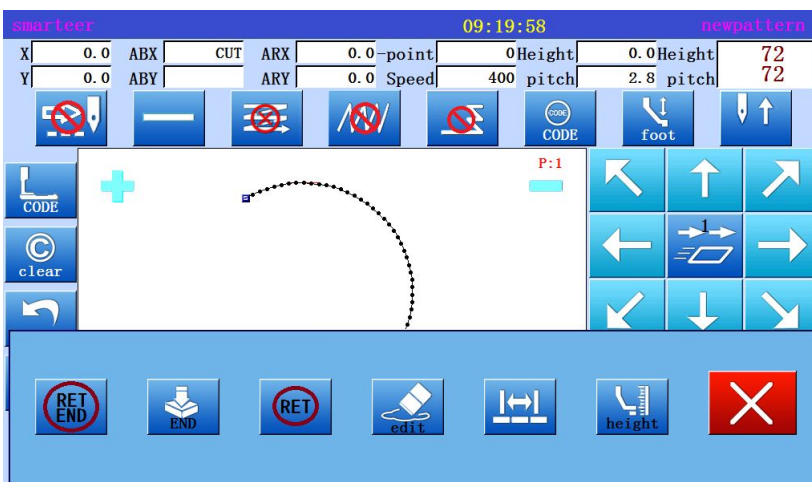 smarteer 09:19:58 newpattern
X 0.0 ABX CUT ARX 0.0 -point 0 Height 0.0 Height 72
Y 0.0 ABY ARY 0.0 Speed 400 pitch 2.8 pitch 72
CODE
CODE foot
P:1
CODE
1
clear
RET
END
END
RET
edit
height